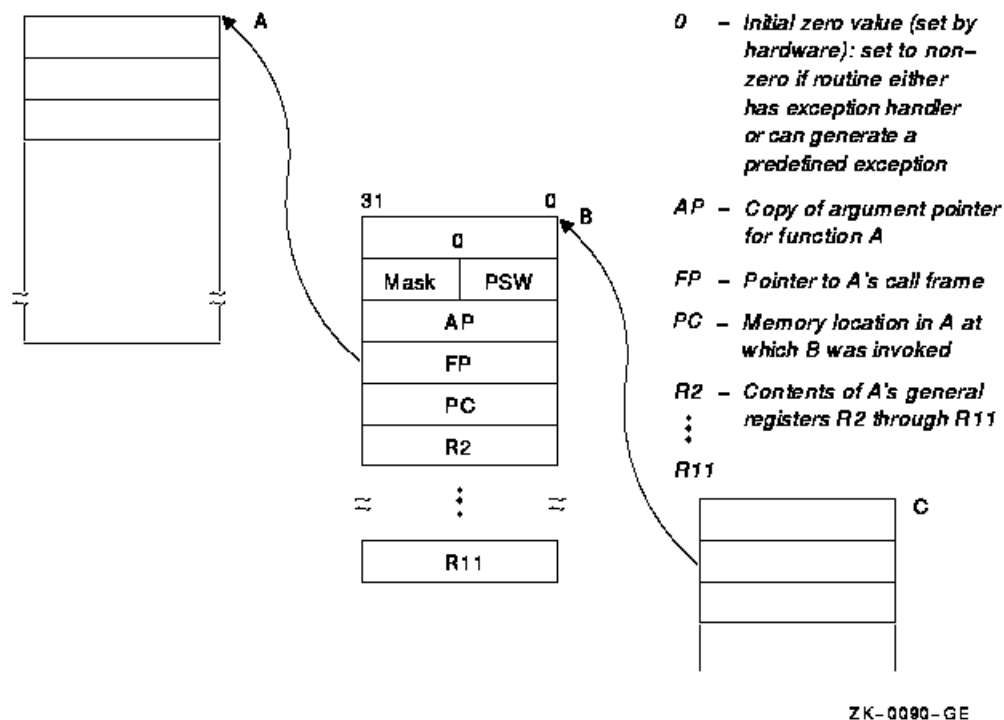 A
0 – Initial zero value (set by
hardware): set to non–
zero if routine either
has exception handler
or can generate a
predefined exception
31 0 B
0
Mask PSW
AP
FP
PC
R2
R11
AP – Copy of argument pointer
for function A
FP – Pointer to A's call frame
PC – Memory location in A at
which B was invoked
R2 – Contents of A's general
registers R2 through R11
R11
C
ZK–0090–GE